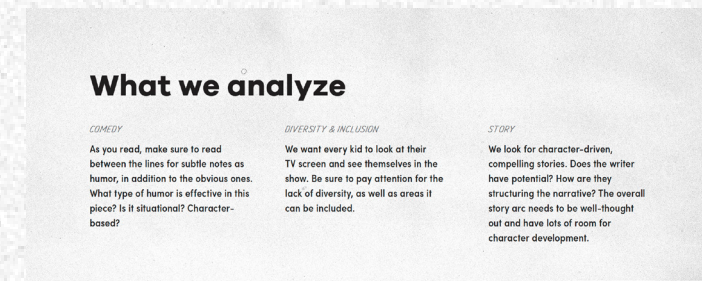 What we analyze
COMEDY
As you read, make sure to read
between the lines for subtle notes as
humor, in addition to the obvious ones.
What type of humor is effective in this
piece? Is it situational? Character-
based?
DIVERSITY & INCLUSION
We want every kid to look at their
TV screen and see themselves in the
show. Be sure to pay attention for the
lack of diversity, as well as areas it
can be included.
STORY
We look for character-driven,
compelling stories. Does the writer
have potential? How are they
structuring the narrative? The overall
story arc needs to be well-thought
out and have lots of room for
character development.